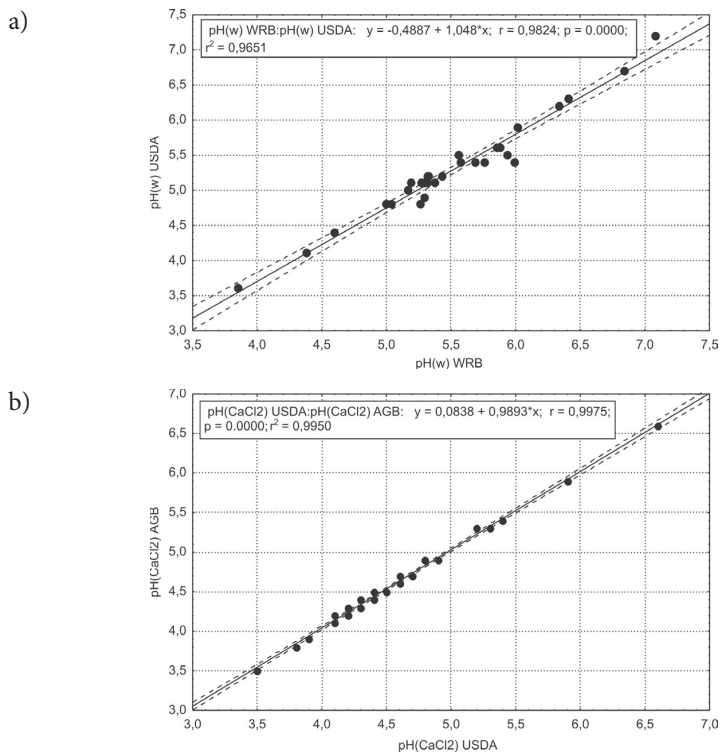 a)
pH(w) WRB:pH(w) USDA: y = -0,4887 + 1,048*x; r = 0,9824; p = 0.0000;
r² = 0,9651
7,5
7,0
6,5
6,0
5,5
5,0
4,5
4,0
3,5
3,0
pH(w) USDA
3,5 4,0 4,5 5,0 5,5 6,0 6,5 7,0 7,5
pH(w) WRB
b)
pH(CaCl2) USDA:pH(CaCl2) AGB: y = 0,0838 + 0,9893*x; r = 0,9975;
p = 0.0000; r² = 0,9950
7,0
6,5
6,0
5,5
5,0
4,5
4,0
3,5
3,0
pH(CaCl2) AGB
3,0 3,5 4,0 4,5 5,0 5,5 6,0 6,5 7,0
pH(CaCl2) USDA